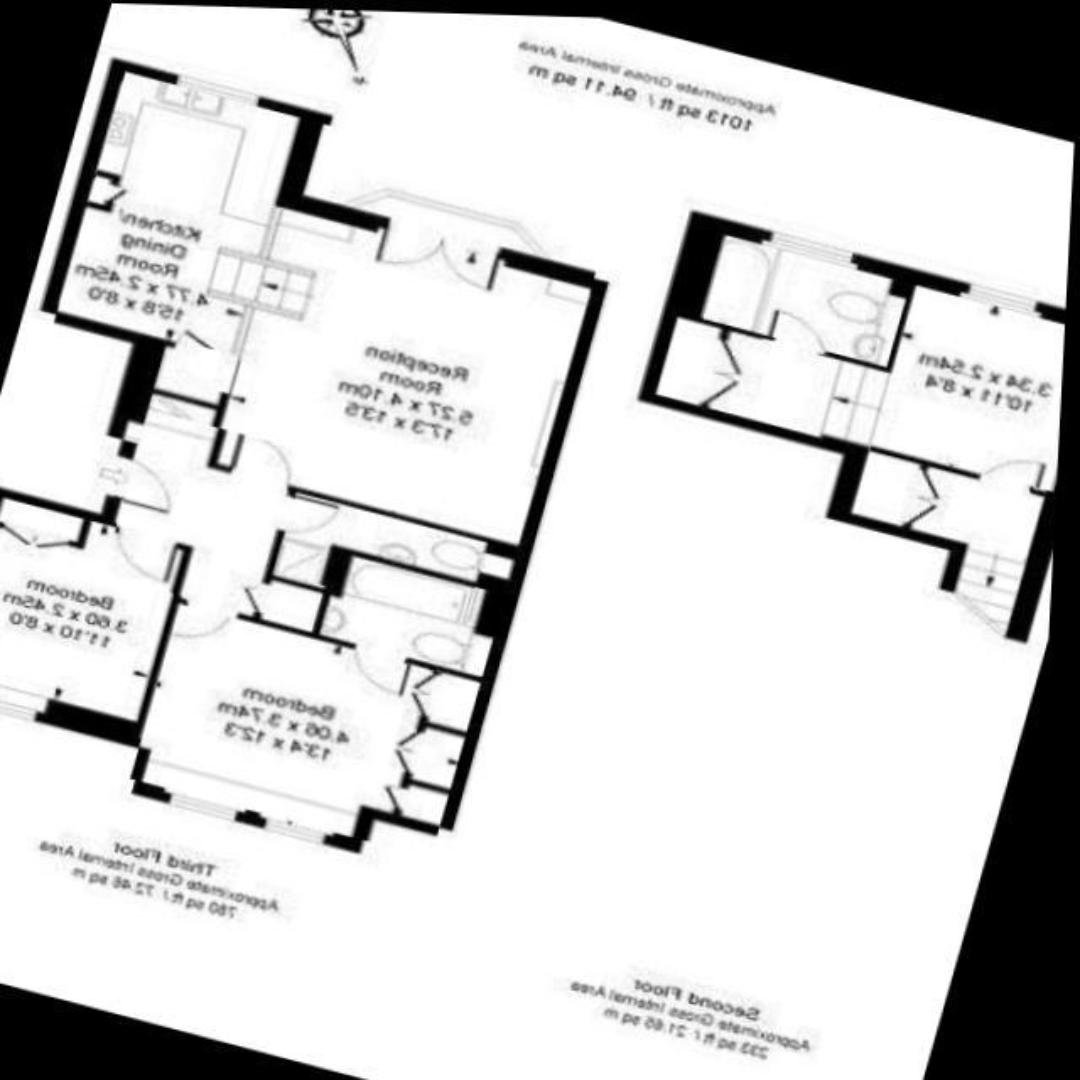 Approximate Gross Internal Area
1013 sq ft / 94.11 sq m
Kitchen/
Dining
Room
4.77 x 2.45m
15'8 x 8'0
Reception
Room
5.27 x 4.10m
17'3 x 13'5
3.34 x 2.54m
10'11 x 8'4
Bedroom
3.60 x 2.45m
11'10 x 8'0
Bedroom
4.06 x 3.74m
13'4 x 12'3
Third Floor
Approximate Gross Internal Area
780 sq ft / 72.46 sq m
Second Floor
Approximate Gross Internal Area
233 sq ft / 21.65 sq m